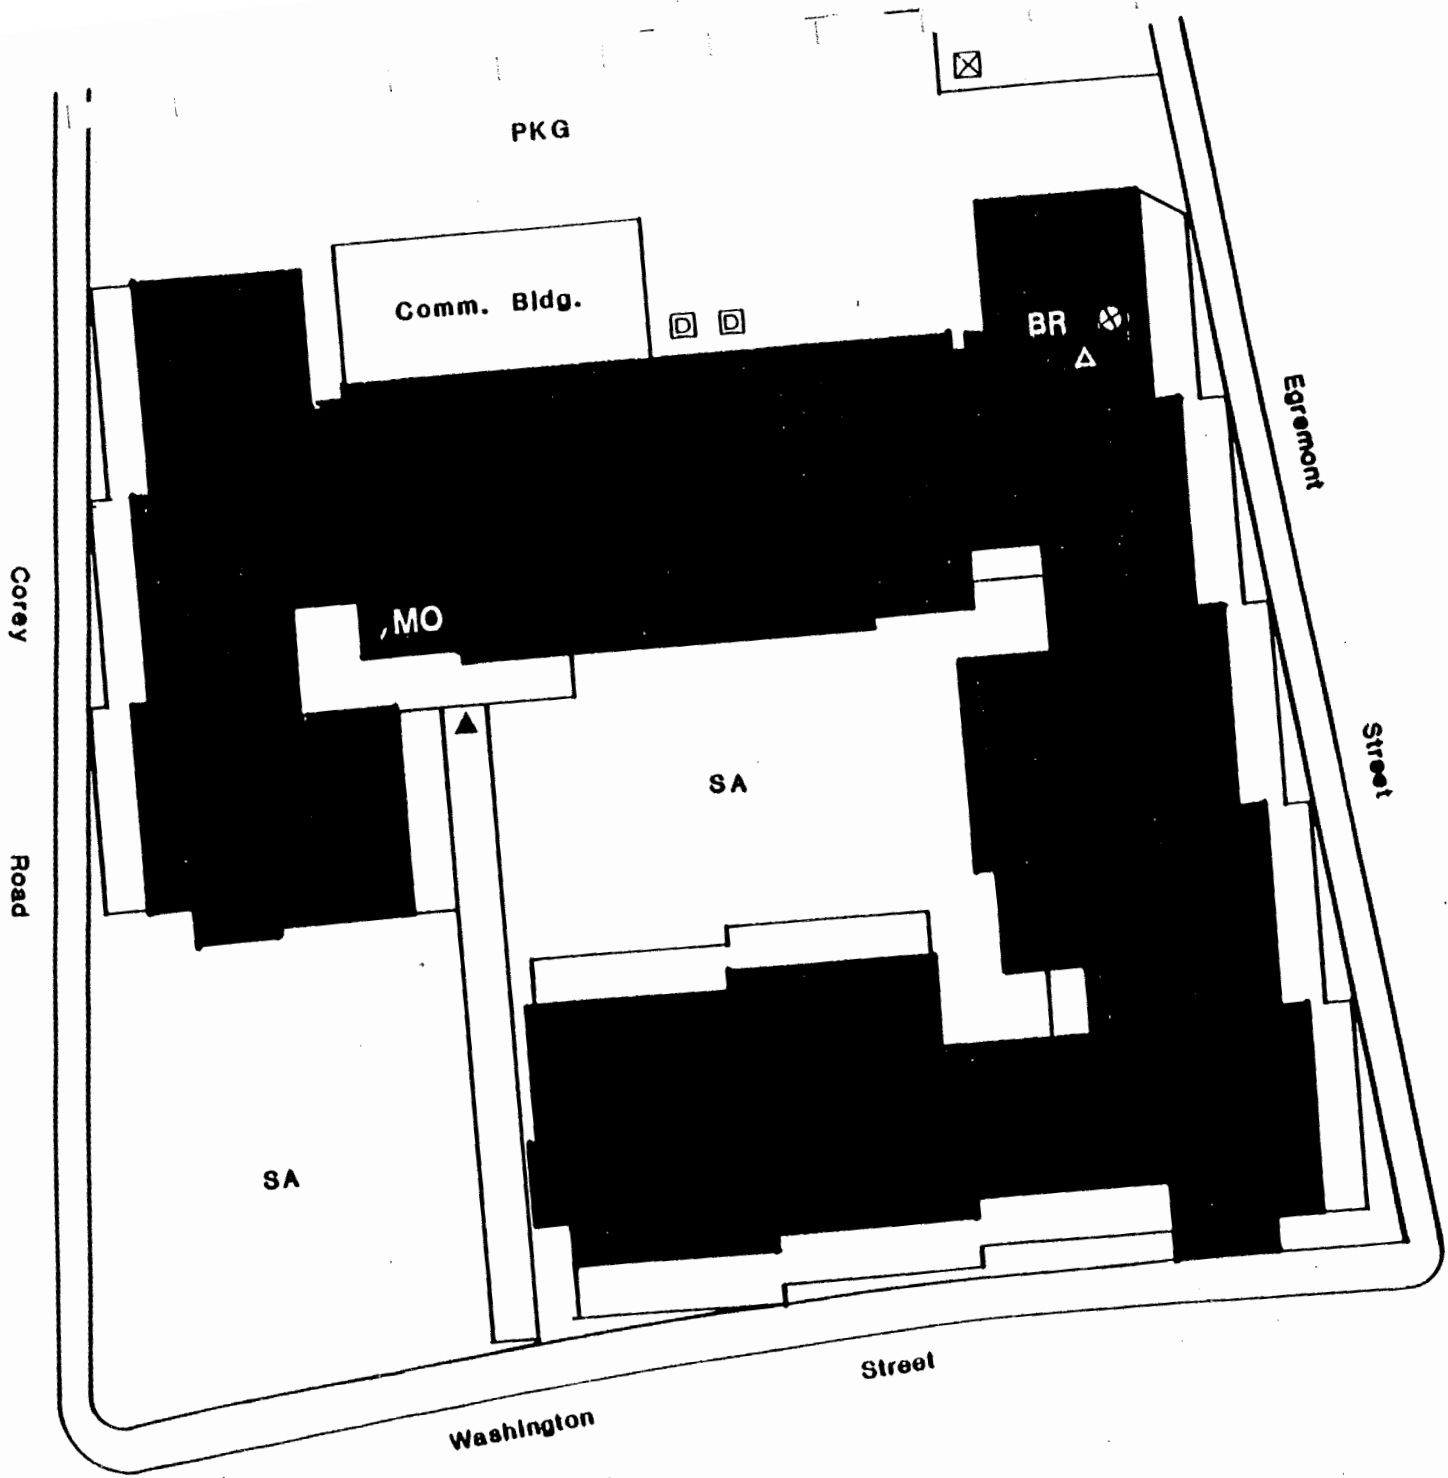 PKG
Comm. Bldg.
D D
BR
Egremont
Street
Corey
Road
MO
SA
SA
Street
Washington